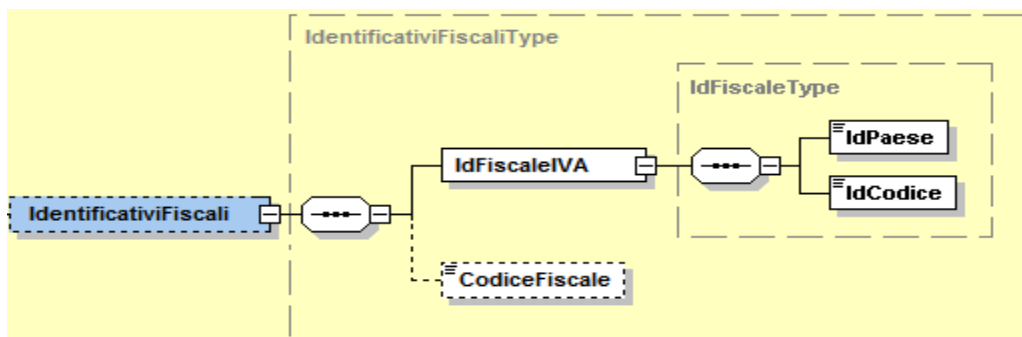 IdentificativiFiscaliType
IdFiscaleType
IdPaese
IdFiscaleIVA
IdCodice
IdentificativiFiscali
CodiceFiscale